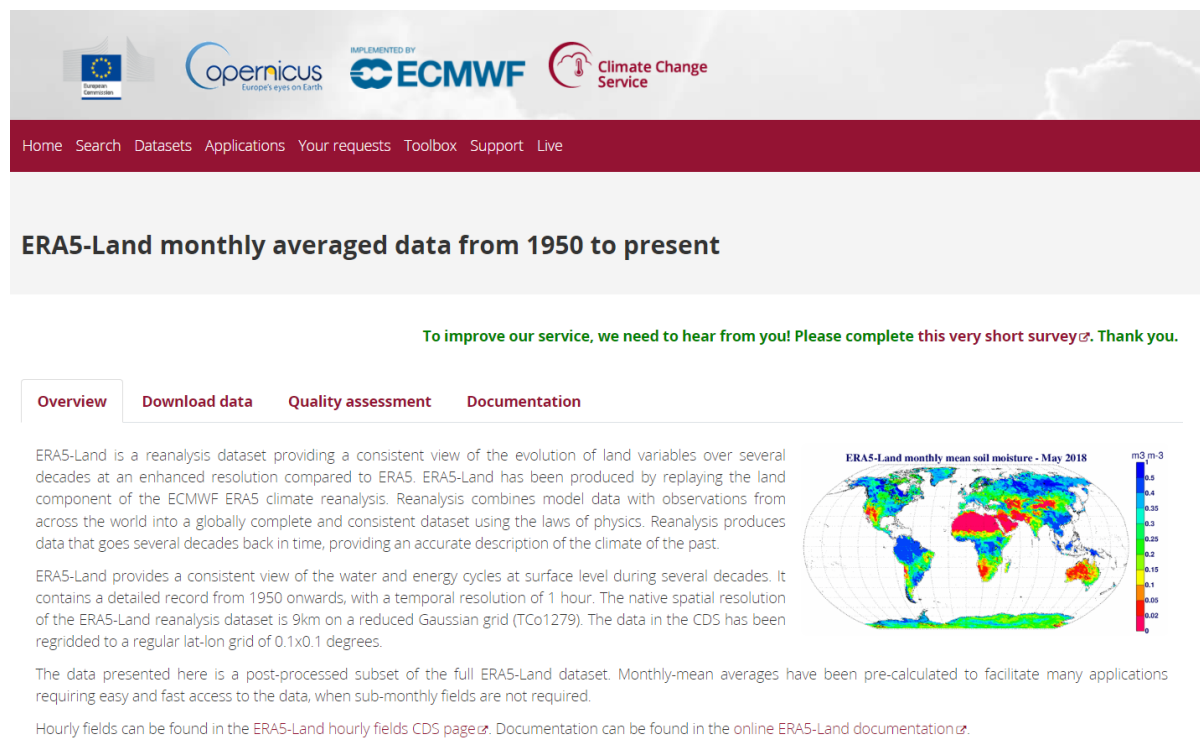 European
Commission
opernicus
Europe's eyes on Earth
IMPLEMENTED BY
ECMWF
Climate Change
Service
Home Search Datasets Applications Your requests Toolbox Support Live
ERA5-Land monthly averaged data from 1950 to present
To improve our service, we need to hear from you! Please complete this very short survey. Thank you.
Overview Download data Quality assessment Documentation
ERA5-Land is a reanalysis dataset providing a consistent view of the evolution of land variables over several
decades at an enhanced resolution compared to ERA5. ERA5-Land has been produced by replaying the land
component of the ECMWF ERA5 climate reanalysis. Reanalysis combines model data with observations from
across the world into a globally complete and consistent dataset using the laws of physics. Reanalysis produces
data that goes several decades back in time, providing an accurate description of the climate of the past.
ERA5-Land provides a consistent view of the water and energy cycles at surface level during several decades. It
contains a detailed record from 1950 onwards, with a temporal resolution of 1 hour. The native spatial resolution
of the ERA5-Land reanalysis dataset is 9km on a reduced Gaussian grid (TCo1279). The data in the CDS has been
regridded to a regular lat-lon grid of 0.1x0.1 degrees.
ERA5-Land monthly mean soil moisture - May 2018
m3 m-3
1
0.5
0.4
0.35
0.3
0.25
0.2
0.15
0.1
0.05
0.02
0
The data presented here is a post-processed subset of the full ERA5-Land dataset. Monthly-mean averages have been pre-calculated to facilitate many applications
requiring easy and fast access to the data, when sub-monthly fields are not required.
Hourly fields can be found in the ERA5-Land hourly fields CDS page. Documentation can be found in the online ERA5-Land documentation.